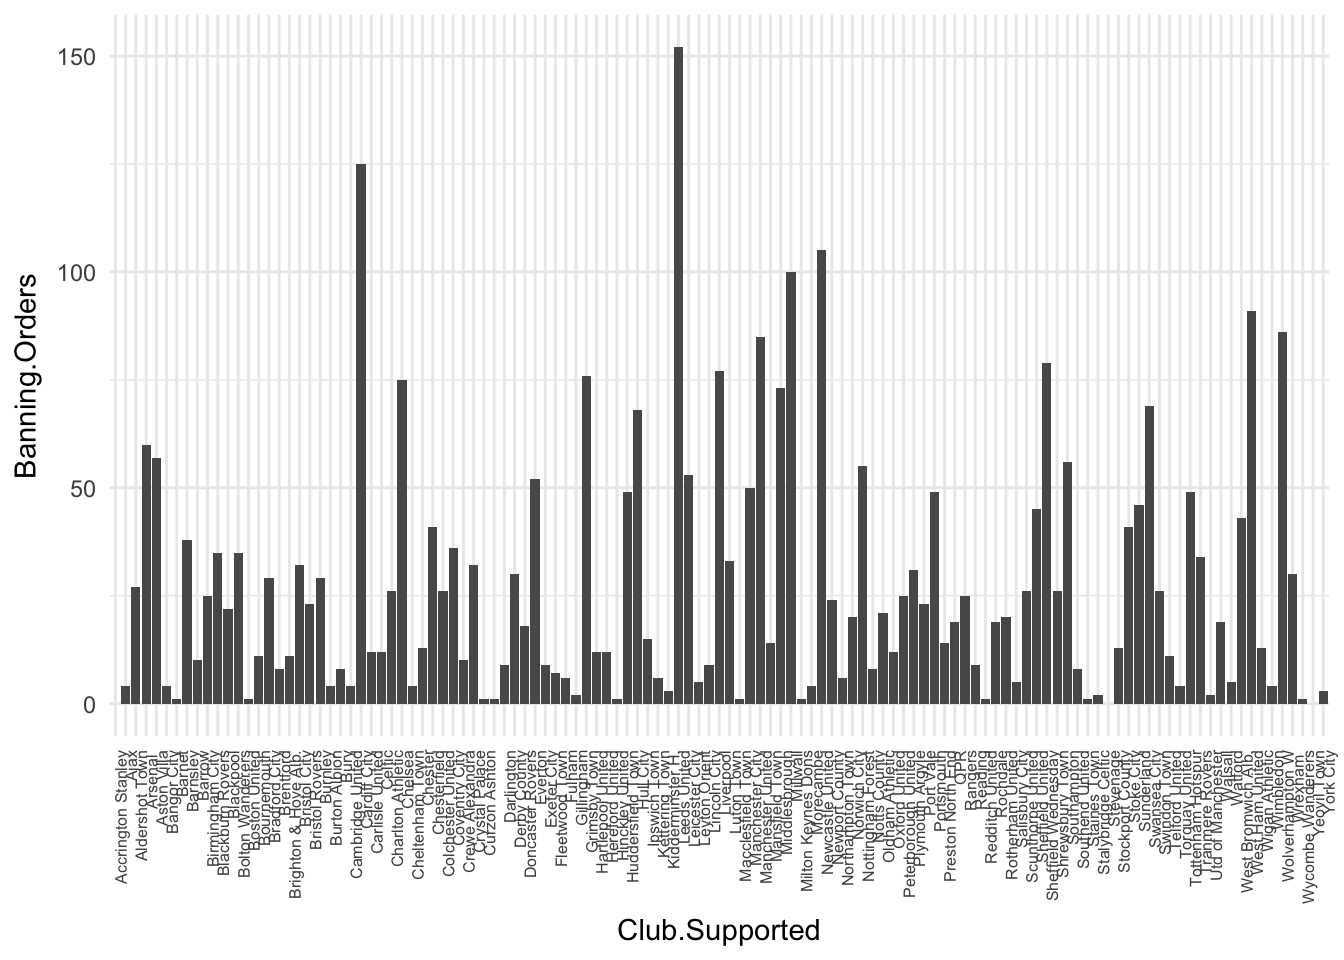 150
100
50
0
Banning.Orders
Accrington Stanley
Ajax
Aldershot Town
Arsenal
Aston Villa
Bangor City
Barnet
Barnsley
Barrow
Birmingham City
Blackburn Rovers
Blackpool
Bolton Wanderers
Boston United
Bournemouth
Bradford City
Brentford
Brighton & Hove Alb.
Bristol City
Bristol Rovers
Burnley
Burton Albion
Bury
Cambridge United
Cardiff City
Carlisle United
Celtic
Charlton Athletic
Chelsea
Cheltenham Town
Chester
Chesterfield
Colchester United
Coventry City
Crewe Alexandra
Crystal Palace
Curzon Ashton
Darlington
Derby County
Doncaster Rovers
Everton
Exeter City
Fleetwood Town
Fulham
Gillingham
Grimsby Town
Hartlepool United
Hereford United
Hinckley United
Huddersfield Town
Hull City
Ipswich Town
Kettering Town
Kidderminster H.
Leeds United
Leicester City
Leyton Orient
Lincoln City
Liverpool
Luton Town
Macclesfield Town
Manchester City
Manchester United
Mansfield Town
Middlesbrough
Millwall
Milton Keynes Dons
Morecambe
Newcastle United
Newport County
Northampton Town
Norwich City
Nottingham Forest
Notts County
Oldham Athletic
Oxford United
Peterborough United
Plymouth Argyle
Port Vale
Portsmouth
Preston North End
QPR
Rangers
Reading
Redditch United
Rochdale
Rotherham United
Salisbury City
Scunthorpe United
Sheffield United
Sheffield Wednesday
Shrewsbury Town
Southampton
Southend United
Staines
Stalybridge Celtic
Stevenage
Stockport County
Stoke City
Sunderland
Swansea City
Swindon Town
Telford United
Torquay United
Tottenham Hotspur
Tranmere Rovers
Utd of Manchester
Walsall
Watford
West Bromwich Alb
West Ham United
Wigan Athletic
Wimbledon
Wolverhampton W
Wrexham
Wycombe Wanderers
Yeovil Town
York City
Club.Supported